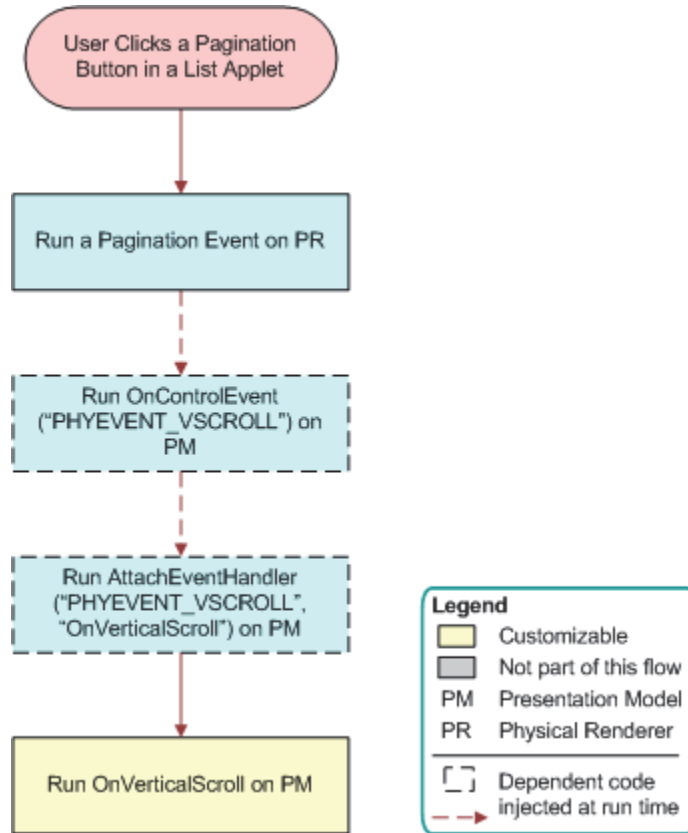 User Clicks a Pagination
Button in a List Applet
Run a Pagination Event on PR
Run OnControlEvent
(“PHYEVENT_VSCROLL”) on
PM
Run AttachEventHandler
(“PHYEVENT_VSCROLL”,
“OnVerticalScroll”) on PM
Run OnVerticalScroll on PM
Legend
Customizable
Not part of this flow
PM Presentation Model
PR Physical Renderer
Dependent code
injected at run time